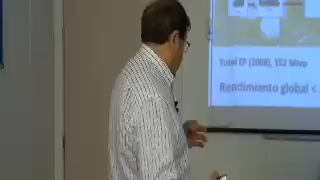 Total EP (2008), 152 Mtep
Rendimiento global <